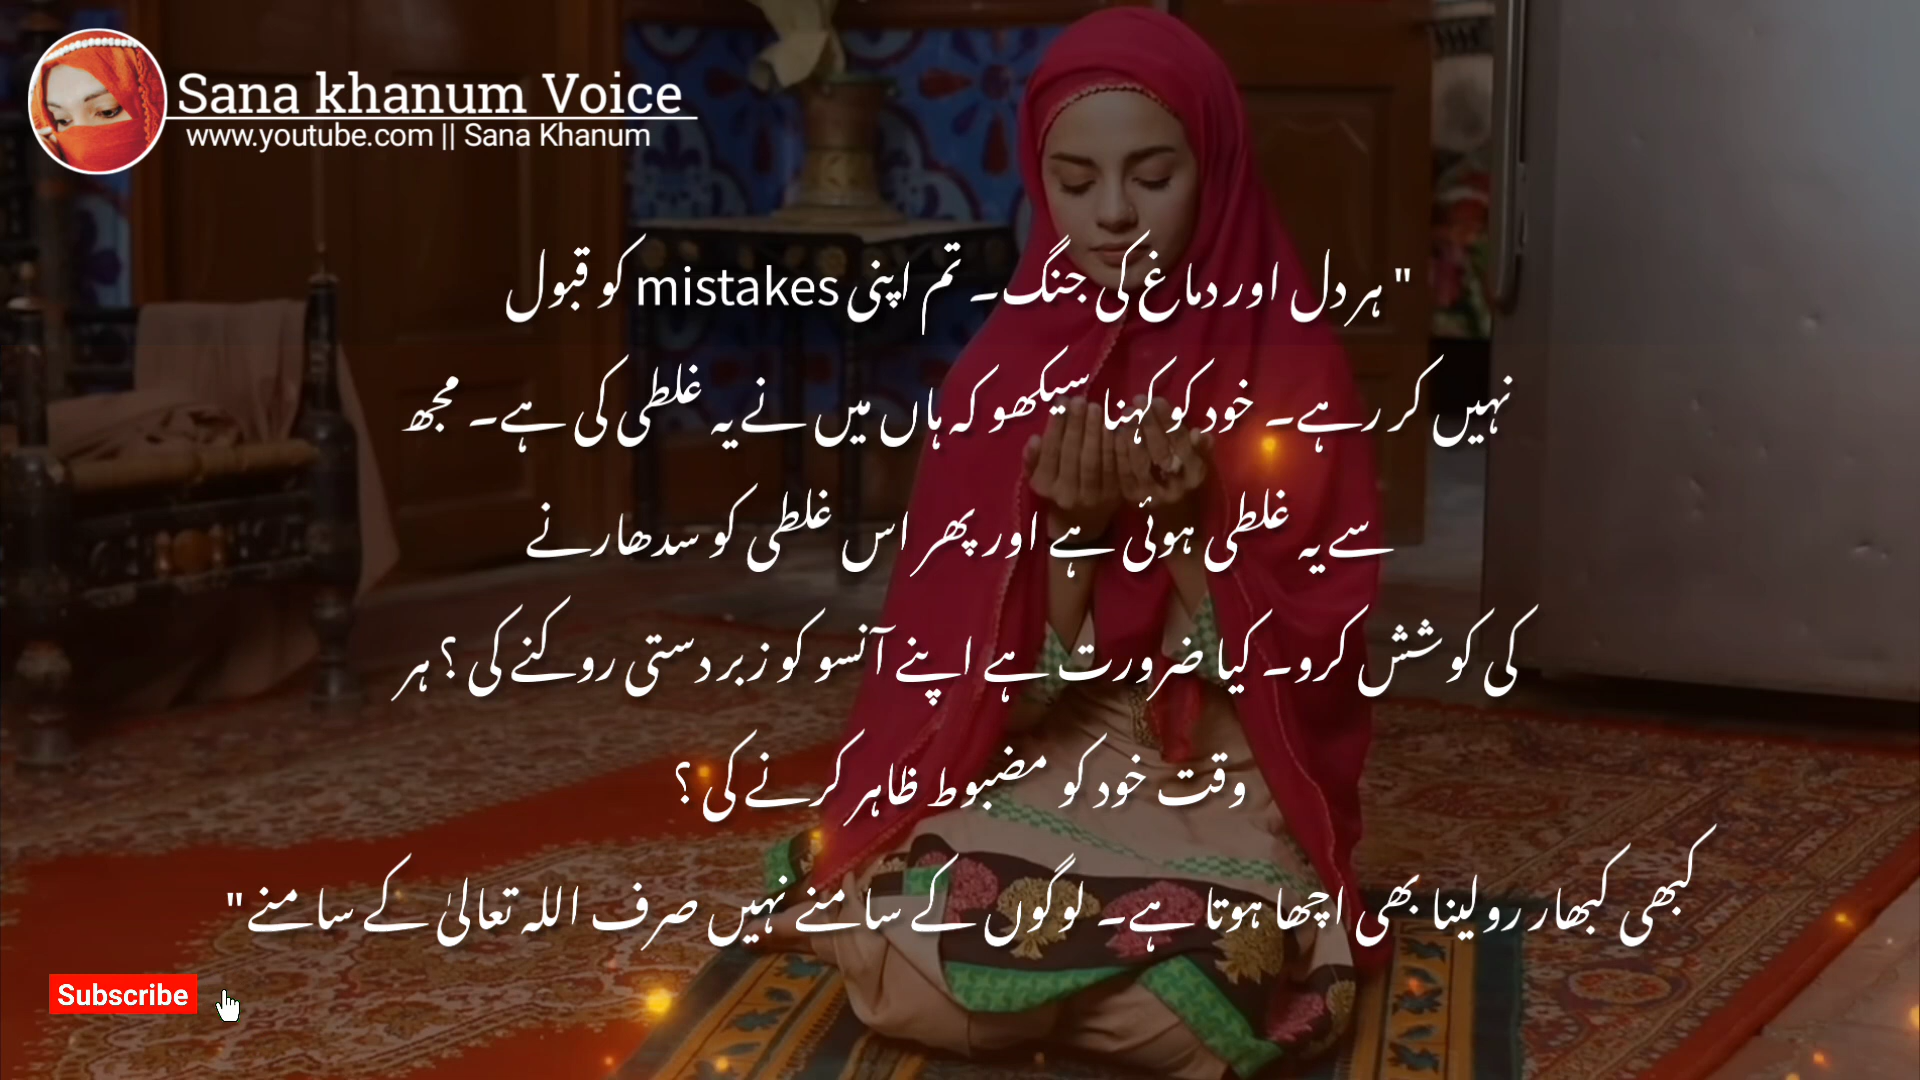 Sana khanum Voice
www.youtube.com || Sana Khanum
" ہر دل اور دماغ کی جنگ۔ تم اپنی mistakes کو قبول
نہیں کر رہے۔ خود کو کہنا سیکھو کہ ہاں میں نے یہ غلطی کی ہے۔ مجھ
سے یہ غلطی ہوئی ہے اور پھر اس غلطی کو سدھارنے
کی کوشش کرو۔ کیا ضرورت ہے اپنے آنسو کو زبردستی روکنے کی ؟ ہر
وقت خود کو مضبوط ظاہر کرنے کی ؟
کبھی کبھار رو لینا بھی اچھا ہوتا ہے۔ لوگوں کے سامنے نہیں صرف اللہ تعالیٰ کے سامنے"
Subscribe